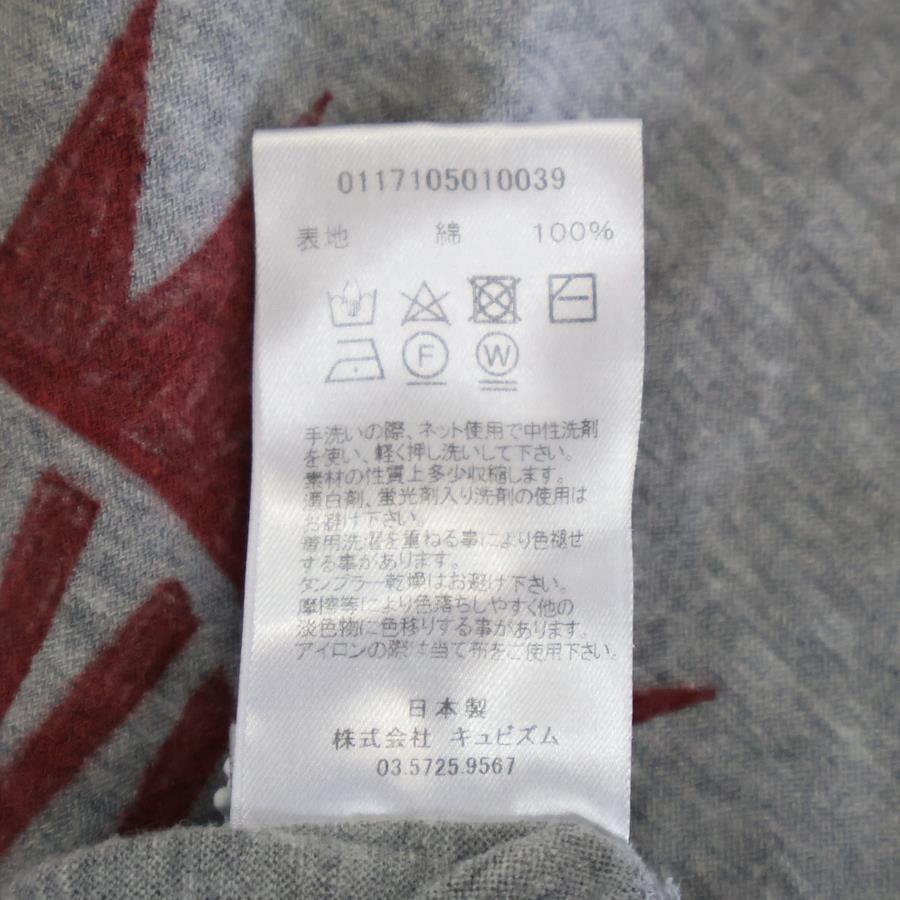 0117105010039
表地 綿 100%
F W
手洗いの際、ネット使用で中性洗剤
を使い、軽く押し洗いして下さい。
素材の性質上多少収縮します。
漂白剤、蛍光剤入り洗剤の使用は
お避け下さい。
着用洗濯を重ねる事により色褪せ
する事があります。
タンブラー乾燥はお避け下さい。
摩擦等により色落ちしやすく他の
淡色物に色移りする事があります。
アイロンの際は当て布をご使用下さい。
日本製
株式会社 キュビズム
03.5725.9567